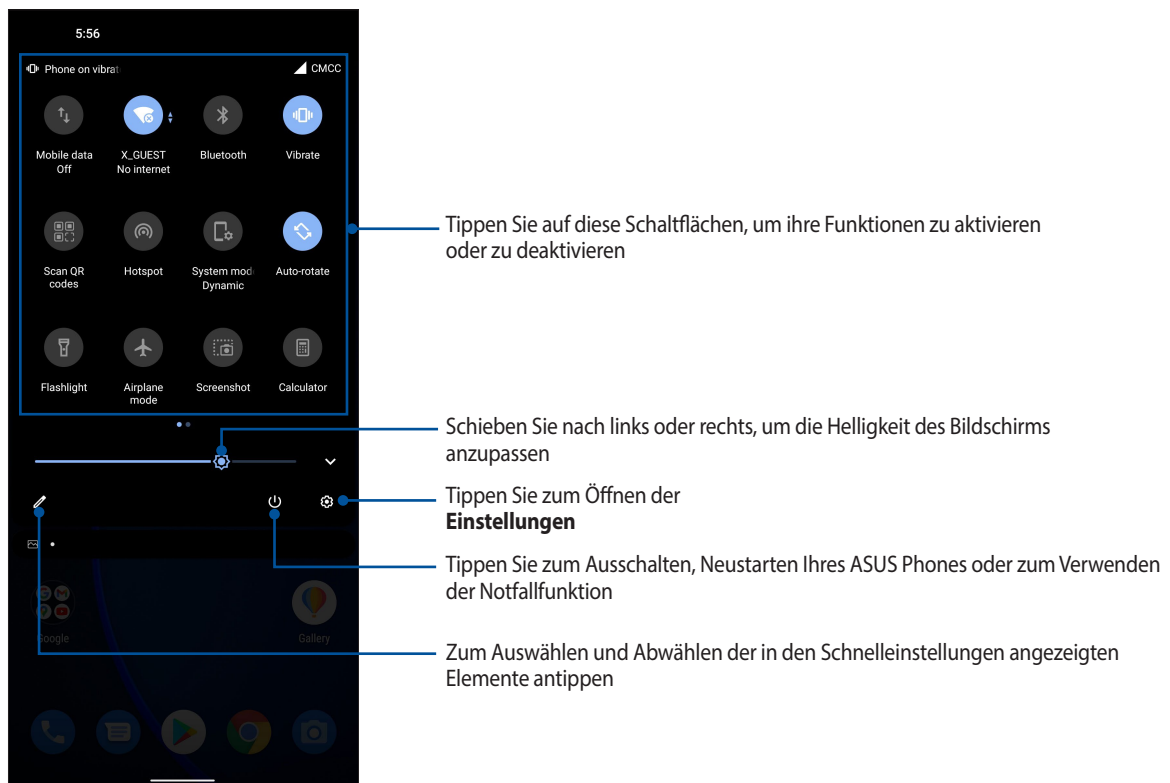 5:56
Phone on vibrat
CMCC
Mobile data
Off
X_GUEST
No internet
Bluetooth
Vibrate
Scan QR
codes
Hotspot
System mod
Dynamic
Auto-rotate
Flashlight
Airplane
mode
Screenshot
Calculator
Google
Gallery
Tippen Sie auf diese Schaltflächen, um ihre Funktionen zu aktivieren
oder zu deaktivieren
Schieben Sie nach links oder rechts, um die Helligkeit des Bildschirms
anzupassen
Tippen Sie zum Öffnen der
Einstellungen
Tippen Sie zum Ausschalten, Neustarten Ihres ASUS Phones oder zum Verwenden
der Notfallfunktion
Zum Auswählen und Abwählen der in den Schnelleinstellungen angezeigten
Elemente antippen